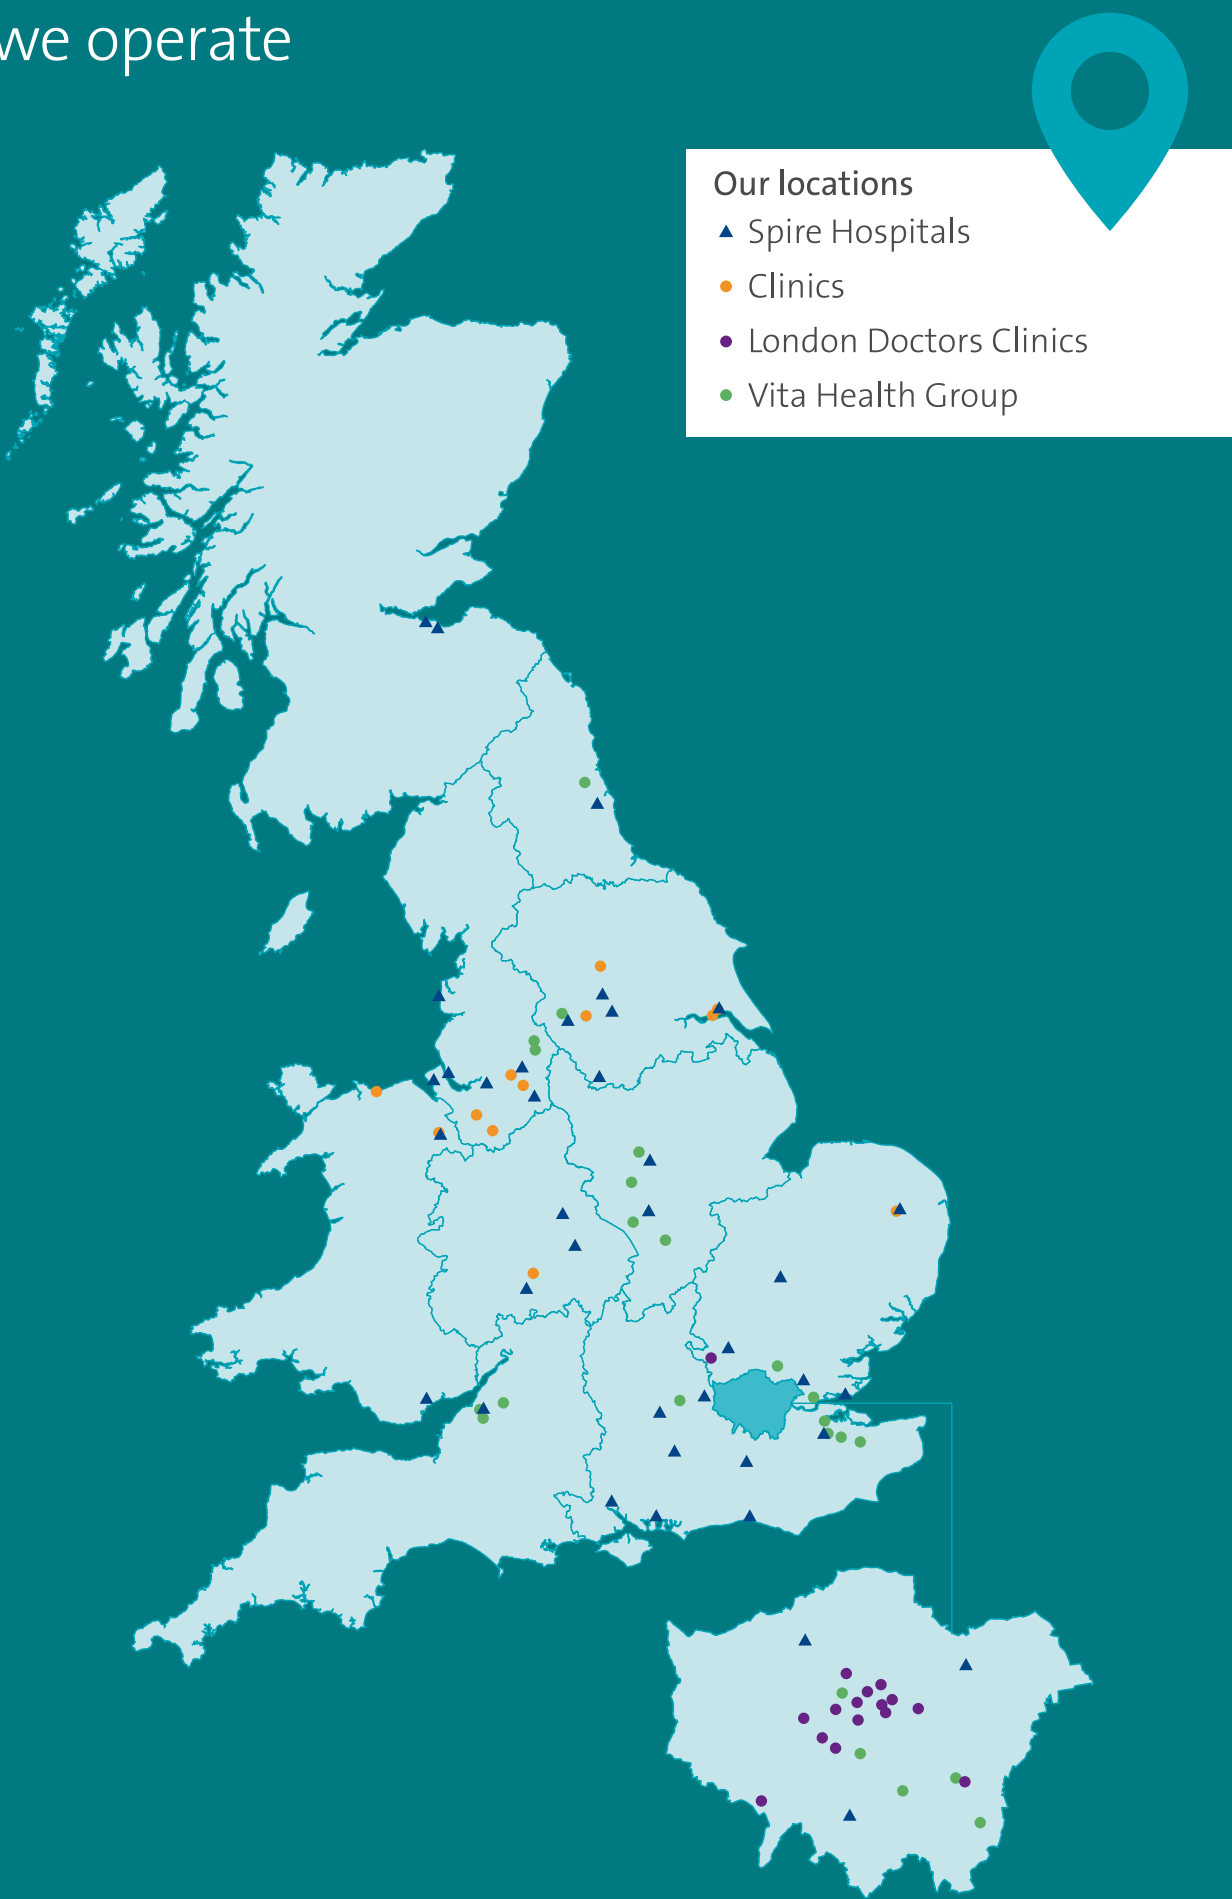 we operate
Our locations
Spire Hospitals
Clinics
London Doctors Clinics
Vita Health Group